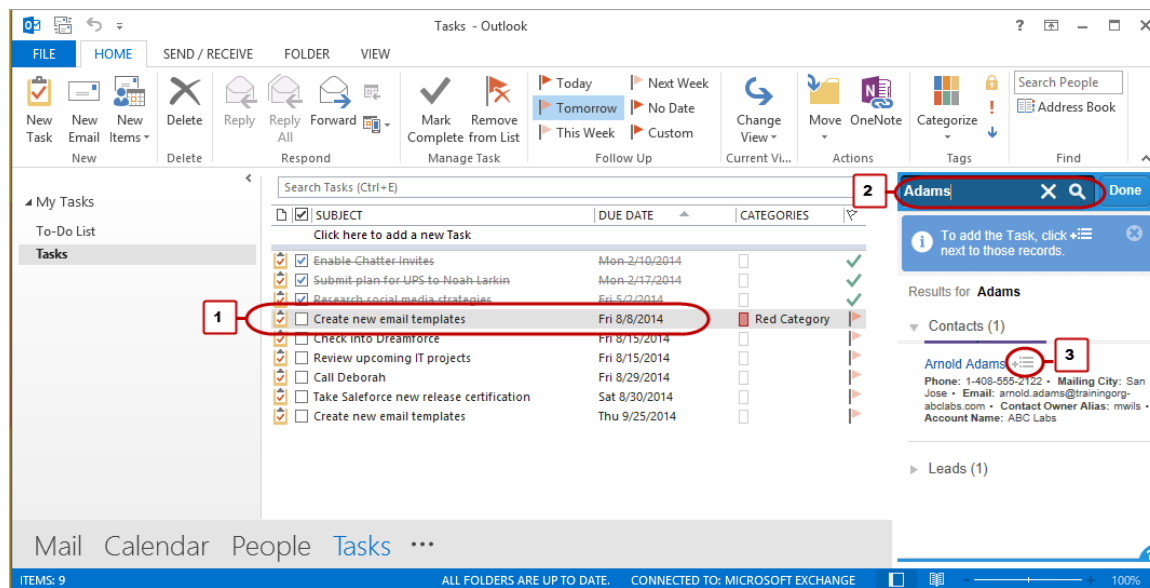 Tasks - Outlook
FILE HOME SEND / RECEIVE FOLDER VIEW
New Task
New Email
New Items
New
Delete
Delete
Reply
Reply All
Forward
Respond
Mark Complete
Remove from List
Manage Task
Today
Tomorrow
This Week
Next Week
No Date
Custom
Follow Up
Change View
Current Vi...
Move
OneNote
Actions
Categorize
Tags
Search People
Address Book
Find
My Tasks
To-Do List
Tasks
Search Tasks (Ctrl+E)
SUBJECT DUE DATE CATEGORIES
Click here to add a new Task
Enable Chatter Invites Mon 2/10/2014
Submit plan for UPS to Noah Larkin Mon 2/17/2014
Research social media strategies Fri 5/2/2014
1
Create new email templates Fri 8/8/2014 Red Category
Check into Dreamforce Fri 8/15/2014
Review upcoming IT projects Fri 8/15/2014
Call Deborah Fri 8/29/2014
Take Saleforce new release certification Sat 8/30/2014
Create new email templates Thu 9/25/2014
2
Adams Done
To add the Task, click
next to those records.
Results for Adams
Contacts (1)
3
Arnold Adams
Phone: 1-408-555-2122 • Mailing City: San
Jose • Email: arnold.adams@trainingorg-
abclabs.com • Contact Owner Alias: mwils •
Account Name: ABC Labs
Leads (1)
Mail Calendar People Tasks •••
ITEMS: 9 ALL FOLDERS ARE UP TO DATE. CONNECTED TO: MICROSOFT EXCHANGE 100%